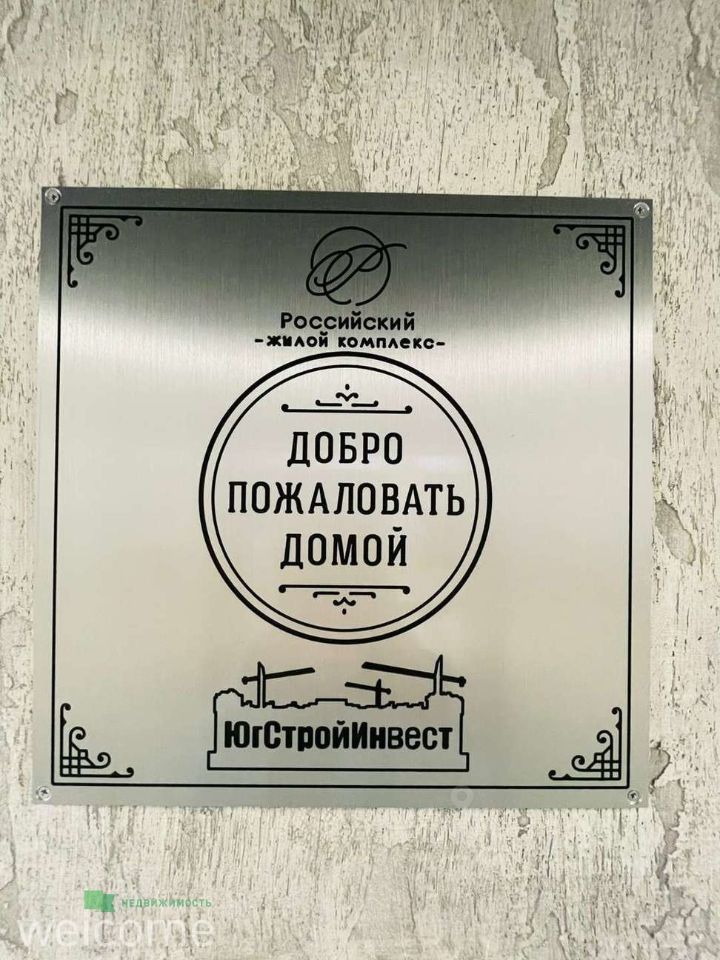 Российский
-жилой комплекс-
ДОБРО
ПОЖАЛОВАТЬ
ДОМОЙ
ЮгСтройИнвест
НЕДВИЖИМОСТЬ
welcome